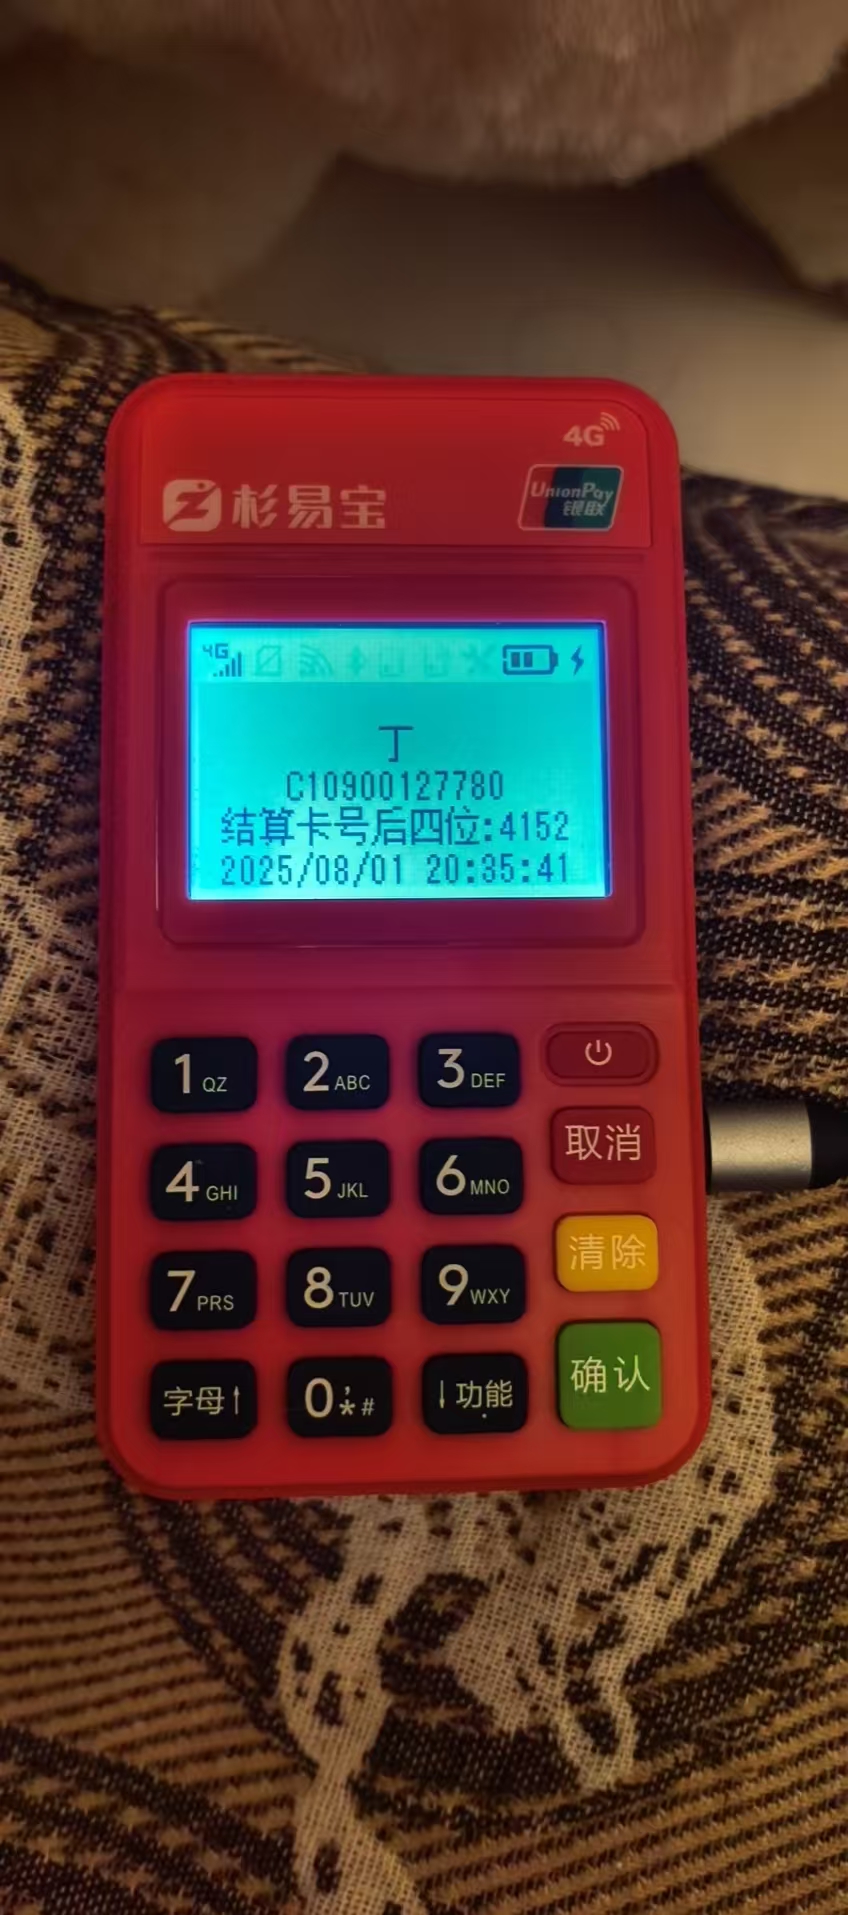 4G
杉易宝
UnionPay
银联
4G
丁
C10900127780
结算卡号后四位:4152
2025/08/01 20:35:41
1 QZ
2 ABC
3 DEF
取消
4 GHI
5 JKL
6 MNO
清除
7 PRS
8 TUV
9 WXY
确认
字母↑
0 , * #
↓功能